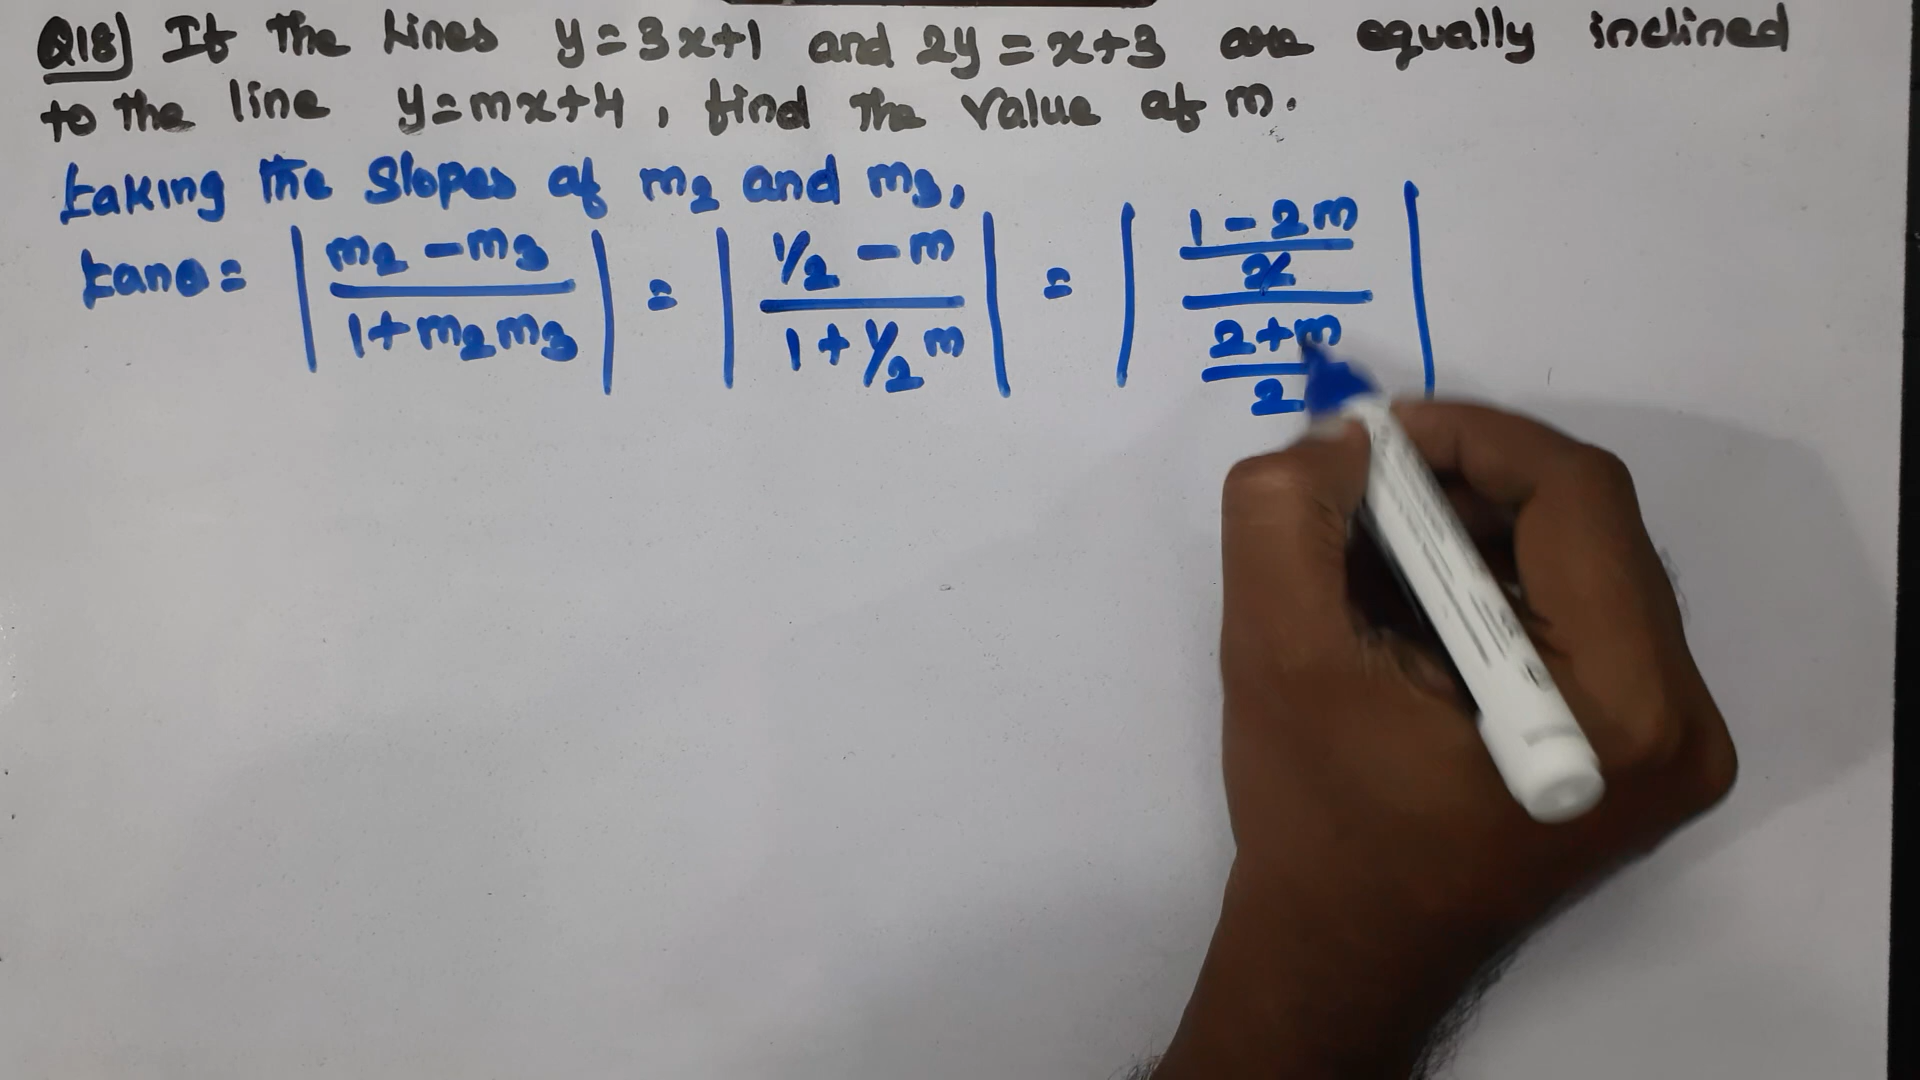 Q18) If the lines y=3x+1 and 2y=x+3 are equally inclined
to the line y=mx+4, find the value of m.
taking the slopes of m2 and m3,
tanθ = | m2 - m3 / 1+m2m3 | = | 1/2 - m / 1+1/2 m | = | 1-2m / 2 / 2+m / 2 |